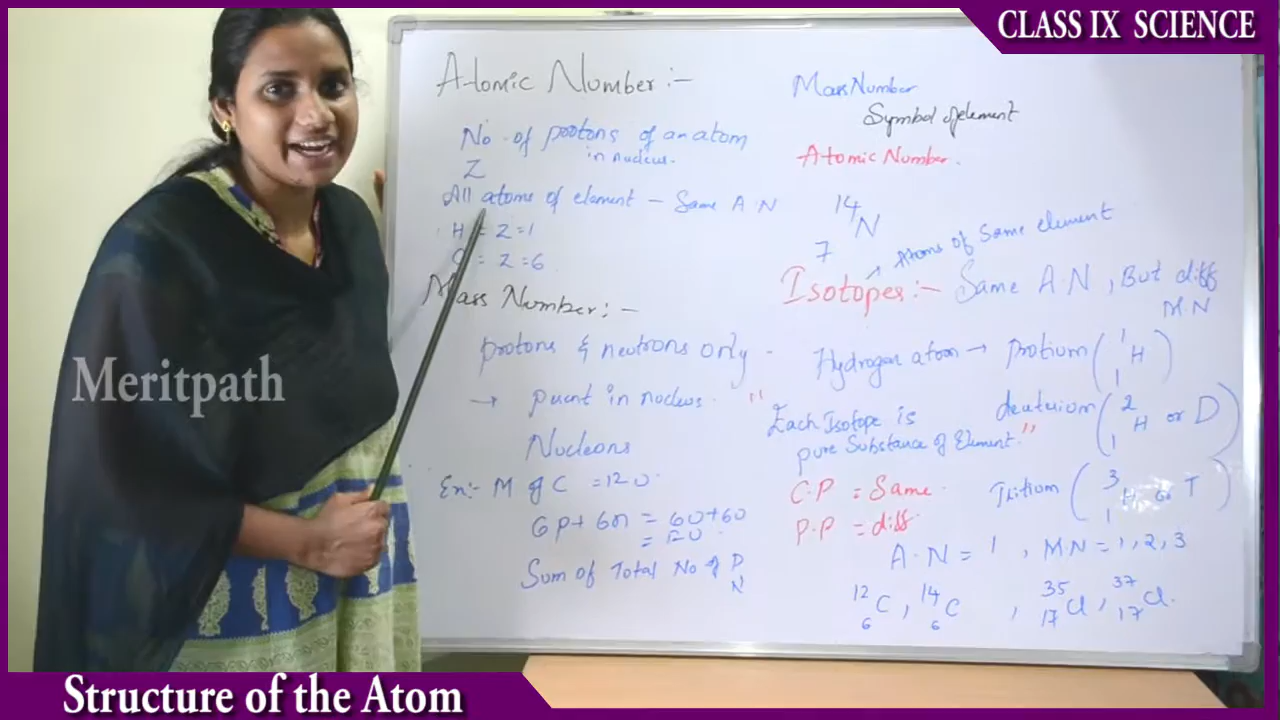 CLASS IX SCIENCE
Atomic Number :-
No. of protons of an atom
in nucleus.
Z
All atoms of element - Same A.N
H = Z=1
C = Z=6
Mass Number :-
protons & neutrons only.
→ in nucleus. "
Nucleons
M of C = 12 U
6p + 6n = 6U+6U
= 12U
Sum of Total No of P
N
Mass Number
Symbol of element
Atomic Number.
14
N
7
Atoms of Same element
Isotopes :- Same A.N, But diff
M.N
Hydrogen atom → Protium ( 1 H 1 )
deuterium ( 2 H 1 or D )
Each Isotope is
pure Substance of Element. "
Tritium ( 3 H 1 or T )
C.P = Same.
P.P = diff.
A.N = 1, M.N = 1, 2, 3
12 C 6, 14 C 6, 35 Cl 17, 37 Cl 17.
Meritpath
Structure of the Atom